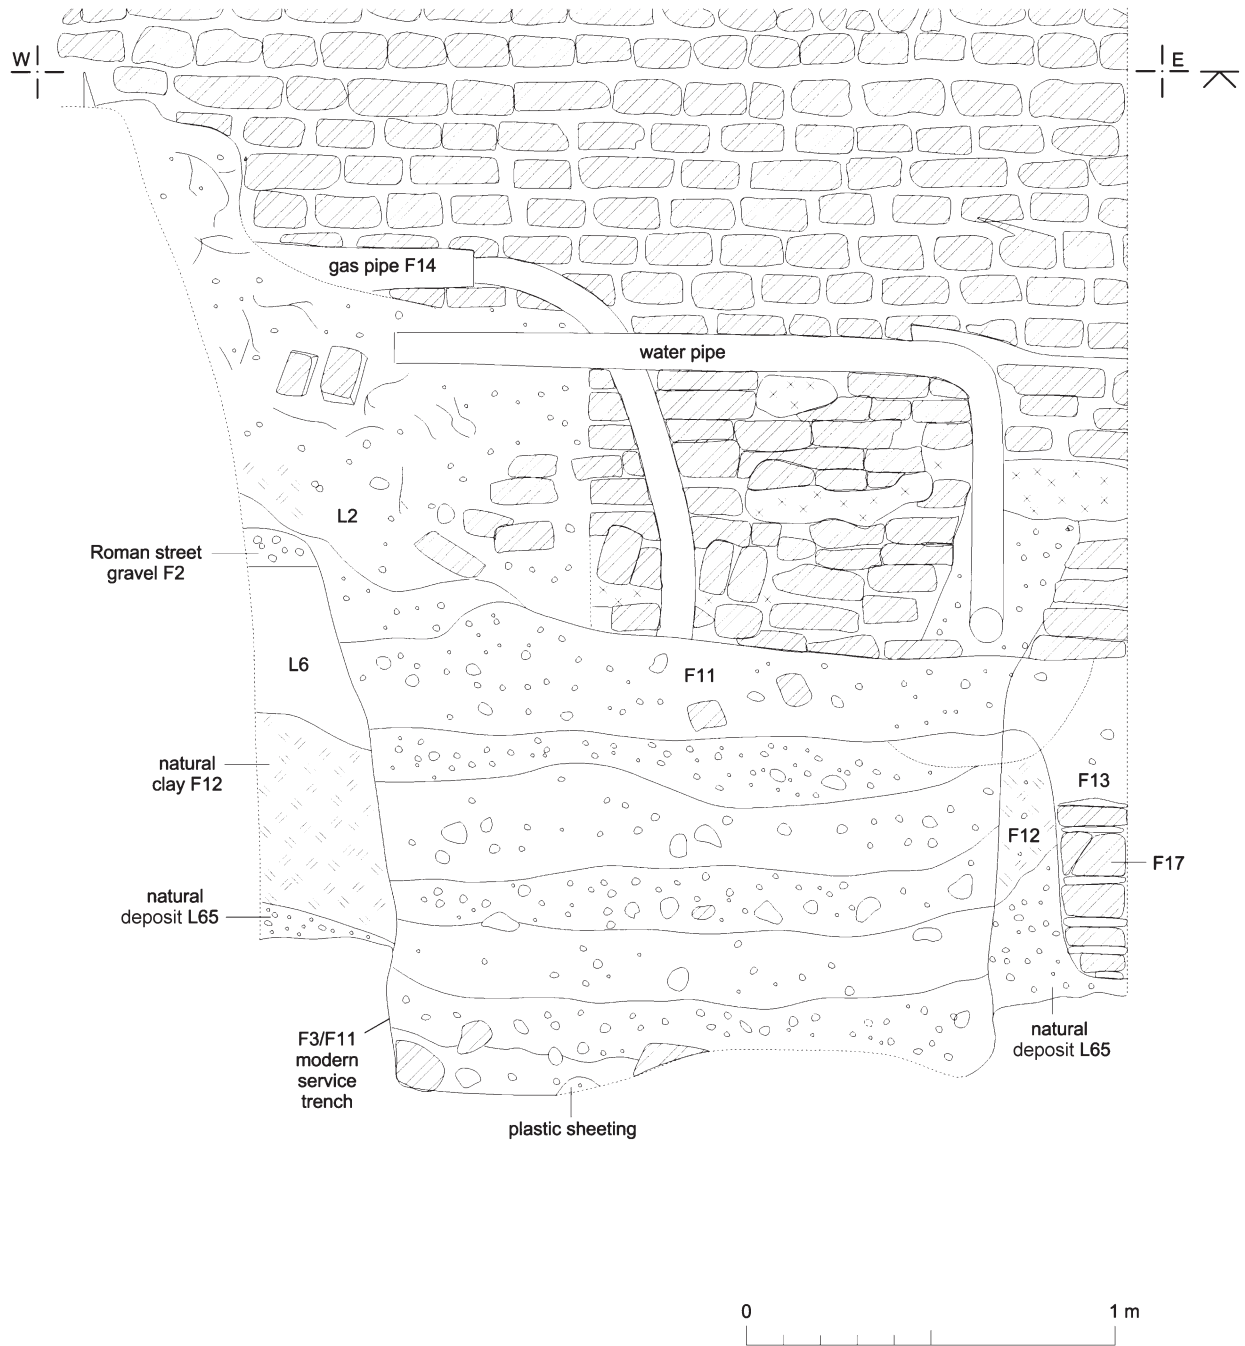 W
E
gas pipe F14
water pipe
L2
Roman street
gravel F2
L6
F11
natural
clay F12
F13
F12
F17
natural
deposit L65
F3/F11
modern
service
trench
natural
deposit L65
plastic sheeting
0
1 m